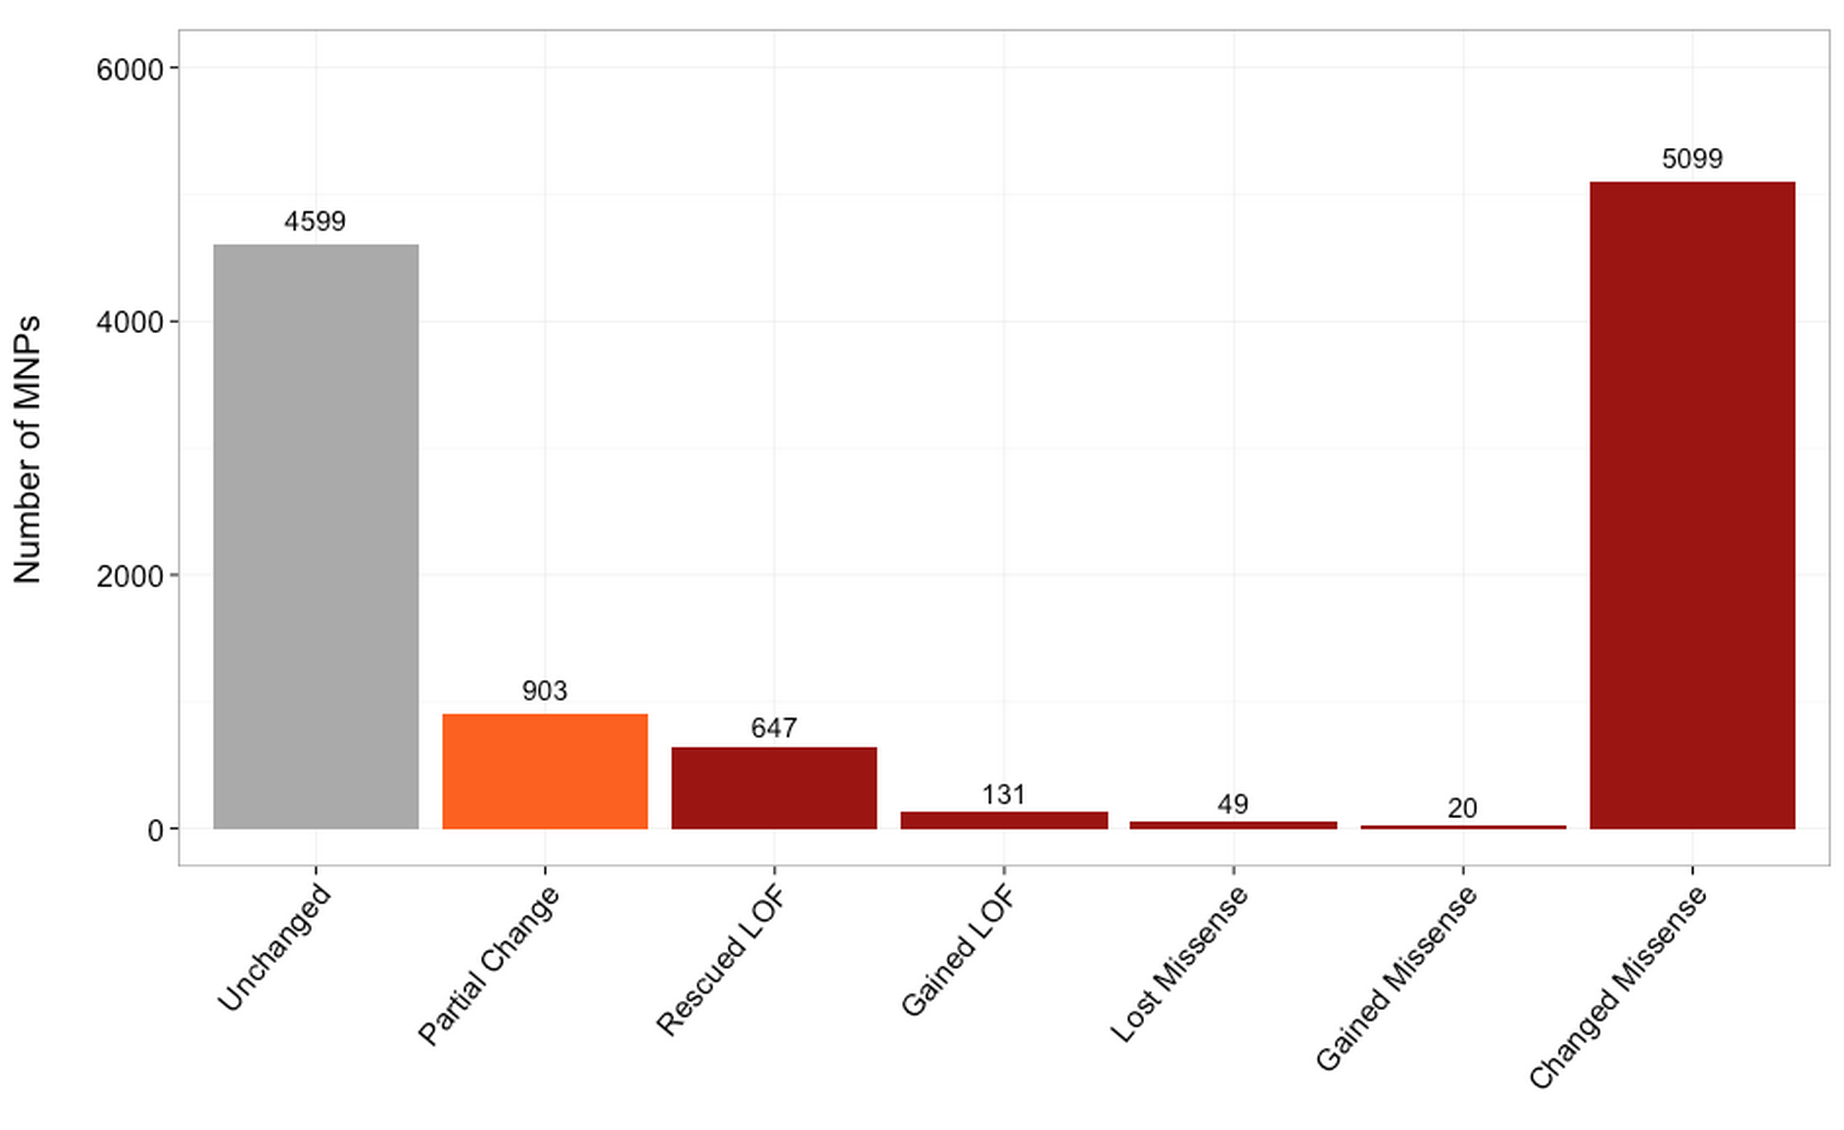 Number of MNPs
6000
4000
2000
0
4599
903
647
131
49
20
5099
Unchanged
Partial Change
Rescued LOF
Gained LOF
Lost Missense
Gained Missense
Changed Missense